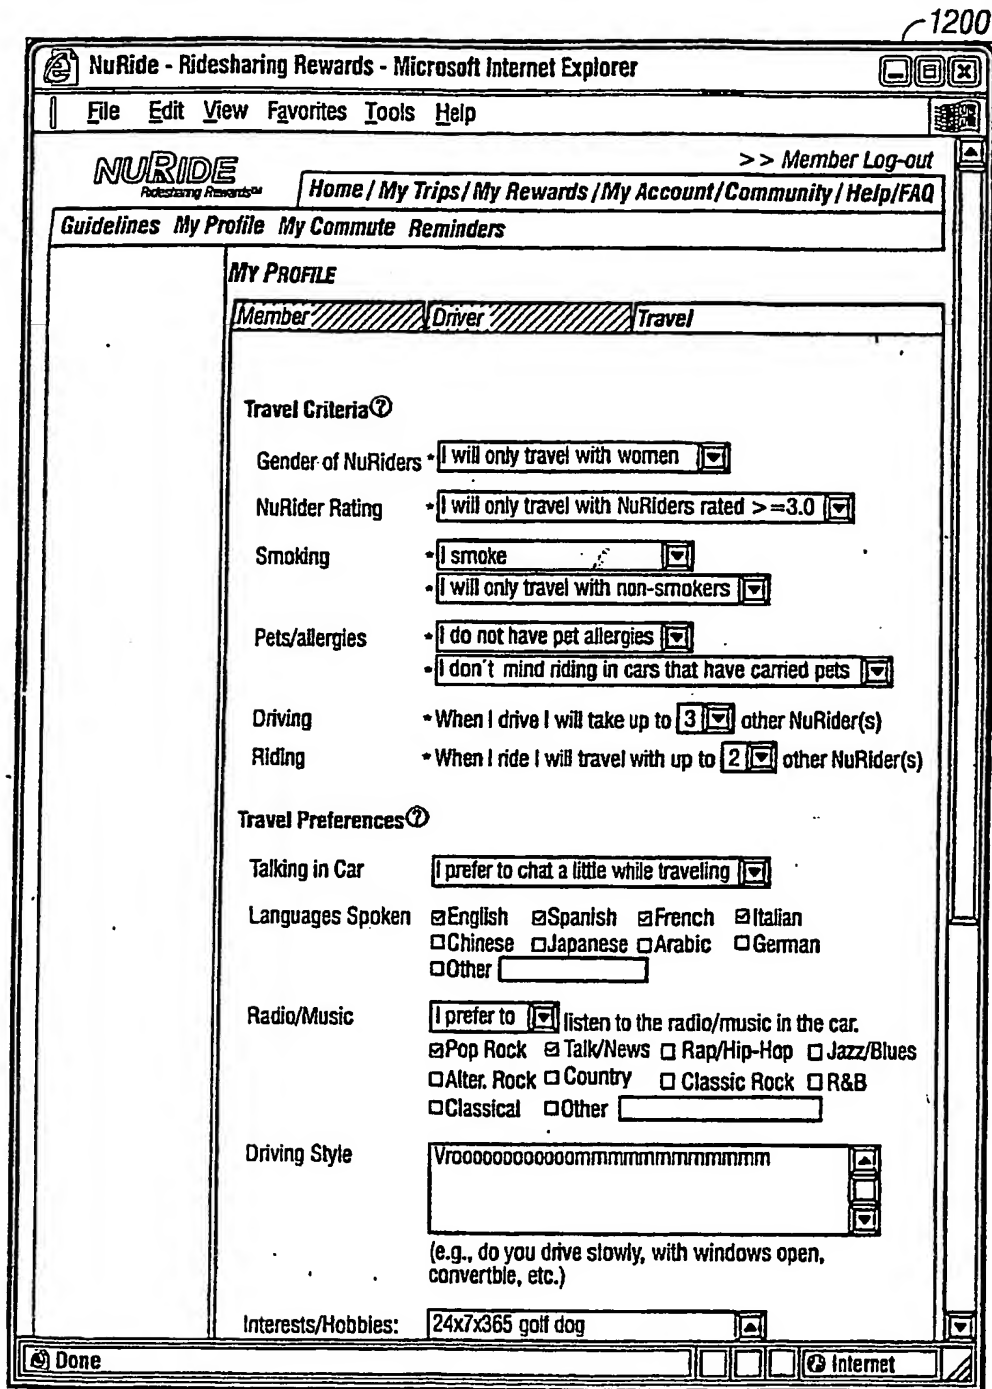 1200
NuRide - Ridesharing Rewards - Microsoft Internet Explorer
File Edit View Favorites Tools Help
>> Member Log-out
NURIDE
Ridesharing Rewards℠
Home / My Trips / My Rewards / My Account / Community / Help/FAQ
Guidelines My Profile My Commute Reminders
MY PROFILE
Member Driver Travel
Travel Criteria?
Gender of NuRiders *I will only travel with women
NuRider Rating *I will only travel with NuRiders rated >=3.0
Smoking *I smoke
*I will only travel with non-smokers
Pets/allergies *I do not have pet allergies
*I don't mind riding in cars that have carried pets
Driving *When I drive I will take up to 3 other NuRider(s)
Riding *When I ride I will travel with up to 2 other NuRider(s)
Travel Preferences?
Talking in Car I prefer to chat a little while traveling
Languages Spoken ☑English ☑Spanish ☑French ☑Italian
☐Chinese ☐Japanese ☐Arabic ☐German
☐Other
Radio/Music I prefer to listen to the radio/music in the car.
☑Pop Rock ☑Talk/News ☐Rap/Hip-Hop ☐Jazz/Blues
☐Alter. Rock ☐Country ☐Classic Rock ☐R&B
☐Classical ☐Other
Driving Style Vroooooooooooommmmmmmmmmmmm
(e.g., do you drive slowly, with windows open,
convertble, etc.)
Interests/Hobbies: 24x7x365 golf dog
Done Internet